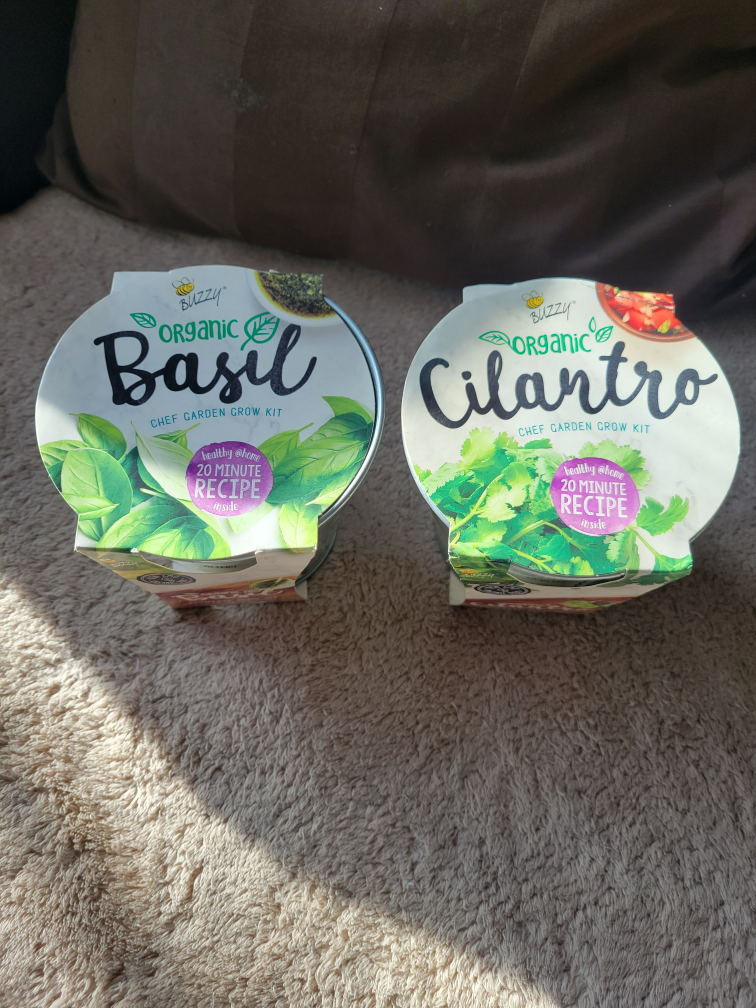 BUZZY
ORGANIC
Basil
CHEF GARDEN GROW KIT
healthy @home
20 MINUTE
RECIPE
inside
BUZZY
ORGANIC
Cilantro
CHEF GARDEN GROW KIT
healthy @home
20 MINUTE
RECIPE
inside